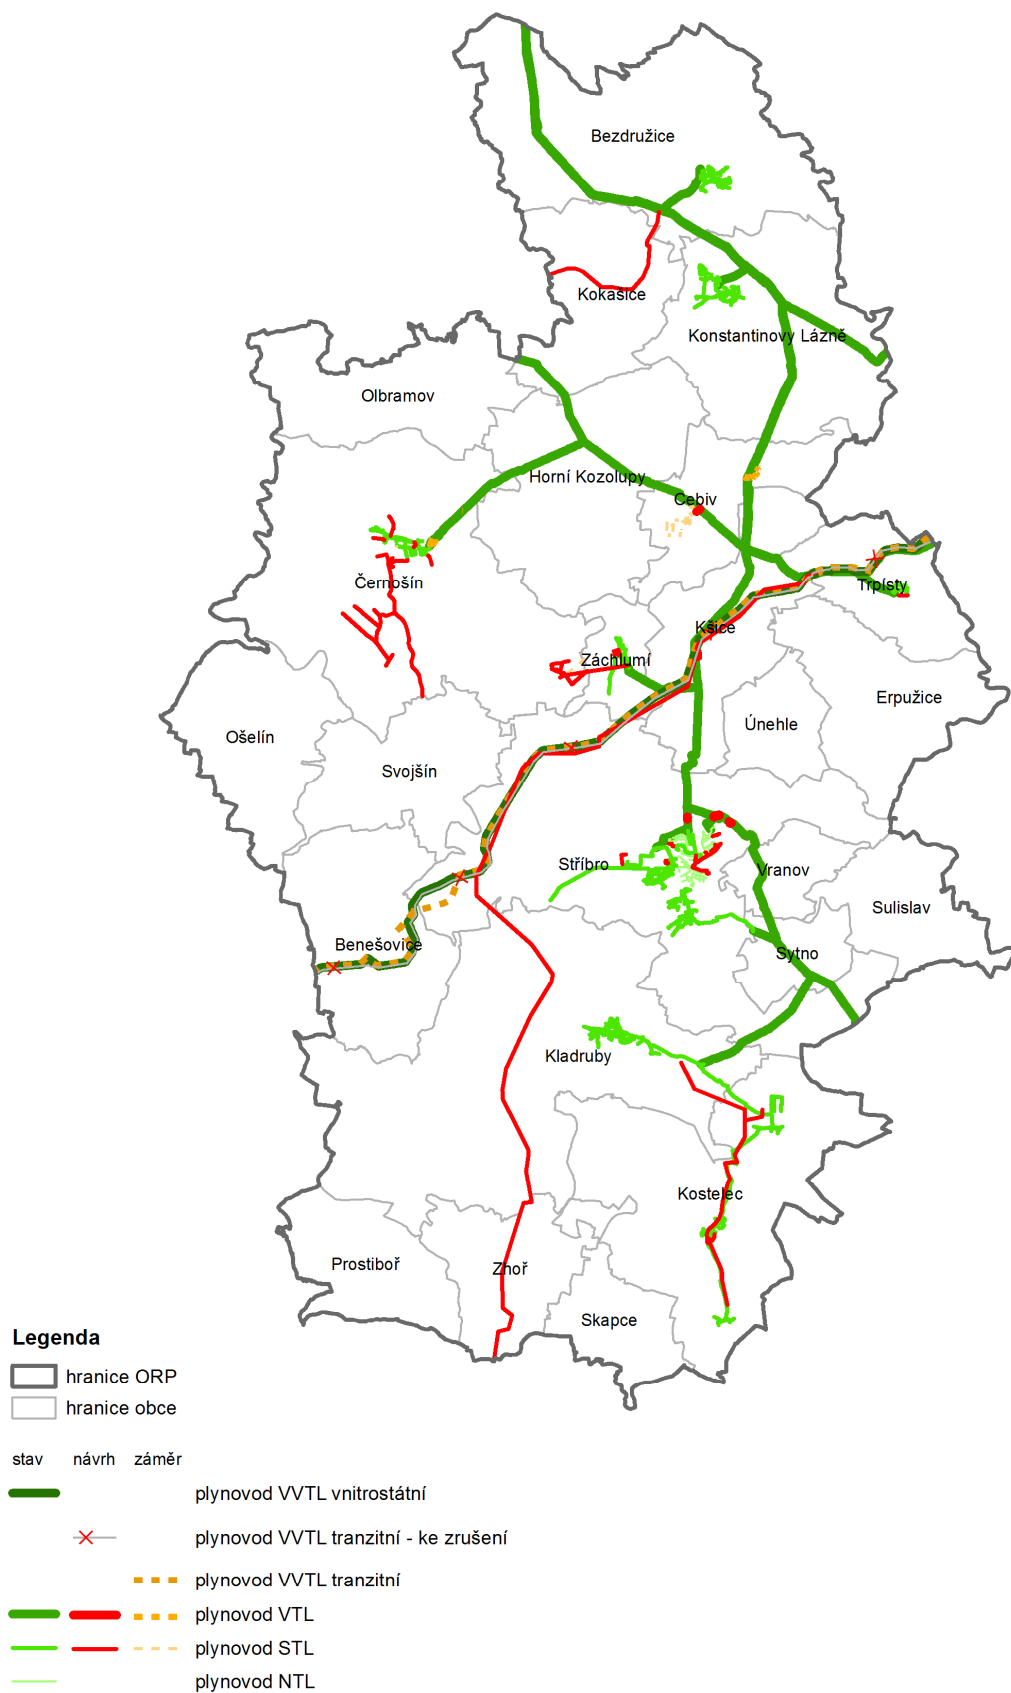 Bezdružice
Kokašice
Konstantinovy Lázně
Olbramov
Horní Kozolupy
Cebiv
Černošín
Trpísty
Kšice
Záchlumí
Erpužice
Únehle
Ošelín
Svojšín
Stříbro
Vranov
Sulislav
Benešovice
Sytno
Kladruby
Kostelec
Prostiboř
Zhoř
Skapce
Legenda
hranice ORP
hranice obce
stav návrh záměr
plynovod VVTL vnitrostátní
plynovod VVTL tranzitní - ke zrušení
plynovod VVTL tranzitní
plynovod VTL
plynovod STL
plynovod NTL